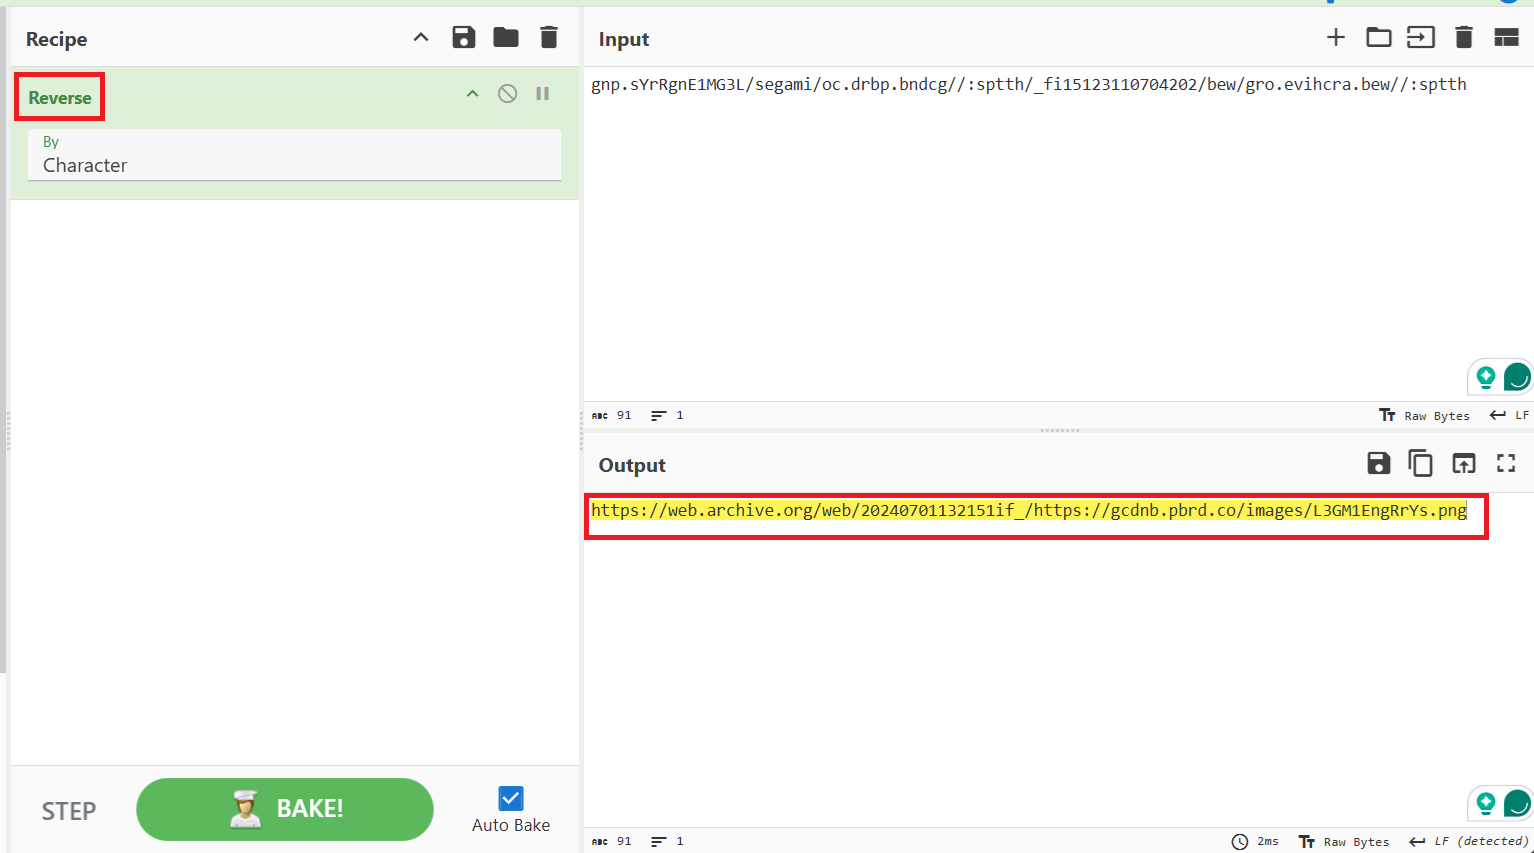 Recipe
Reverse
By
Character
STEP
BAKE!
Auto Bake
Input
gnp.sYrRgnE1MG3L/segami/oc.drbp.bndcg//:sptth/_fi15123110704202/bew/gro.evihcra.bew//:sptth
ABC 91 1 Tt Raw Bytes LF
Output
https://web.archive.org/web/20240701132151if_/https://gcdnb.pbrd.co/images/L3GM1EngRrYs.png
ABC 91 1 2ms Tt Raw Bytes LF (detected)